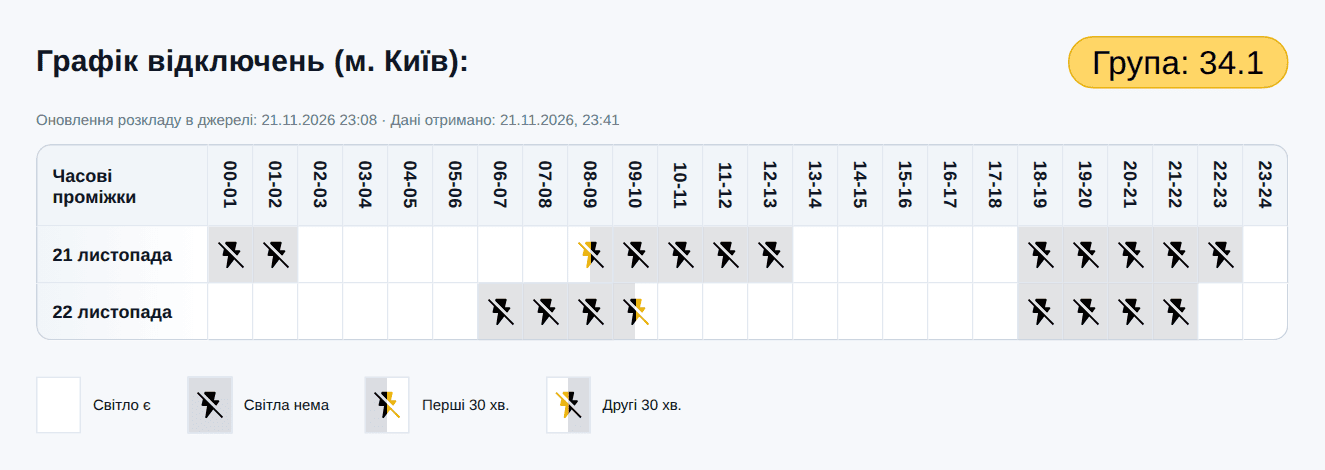 Графік відключень (м. Київ):
Група: 34.1
Оновлення розкладу в джерелі: 21.11.2026 23:08 · Дані отримано: 21.11.2026, 23:41
Часові
проміжки
00-01
01-02
02-03
03-04
04-05
05-06
06-07
07-08
08-09
09-10
10-11
11-12
12-13
13-14
14-15
15-16
16-17
17-18
18-19
19-20
20-21
21-22
22-23
23-24
21 листопада
22 листопада
Світло є
Світла нема
Перші 30 хв.
Другі 30 хв.